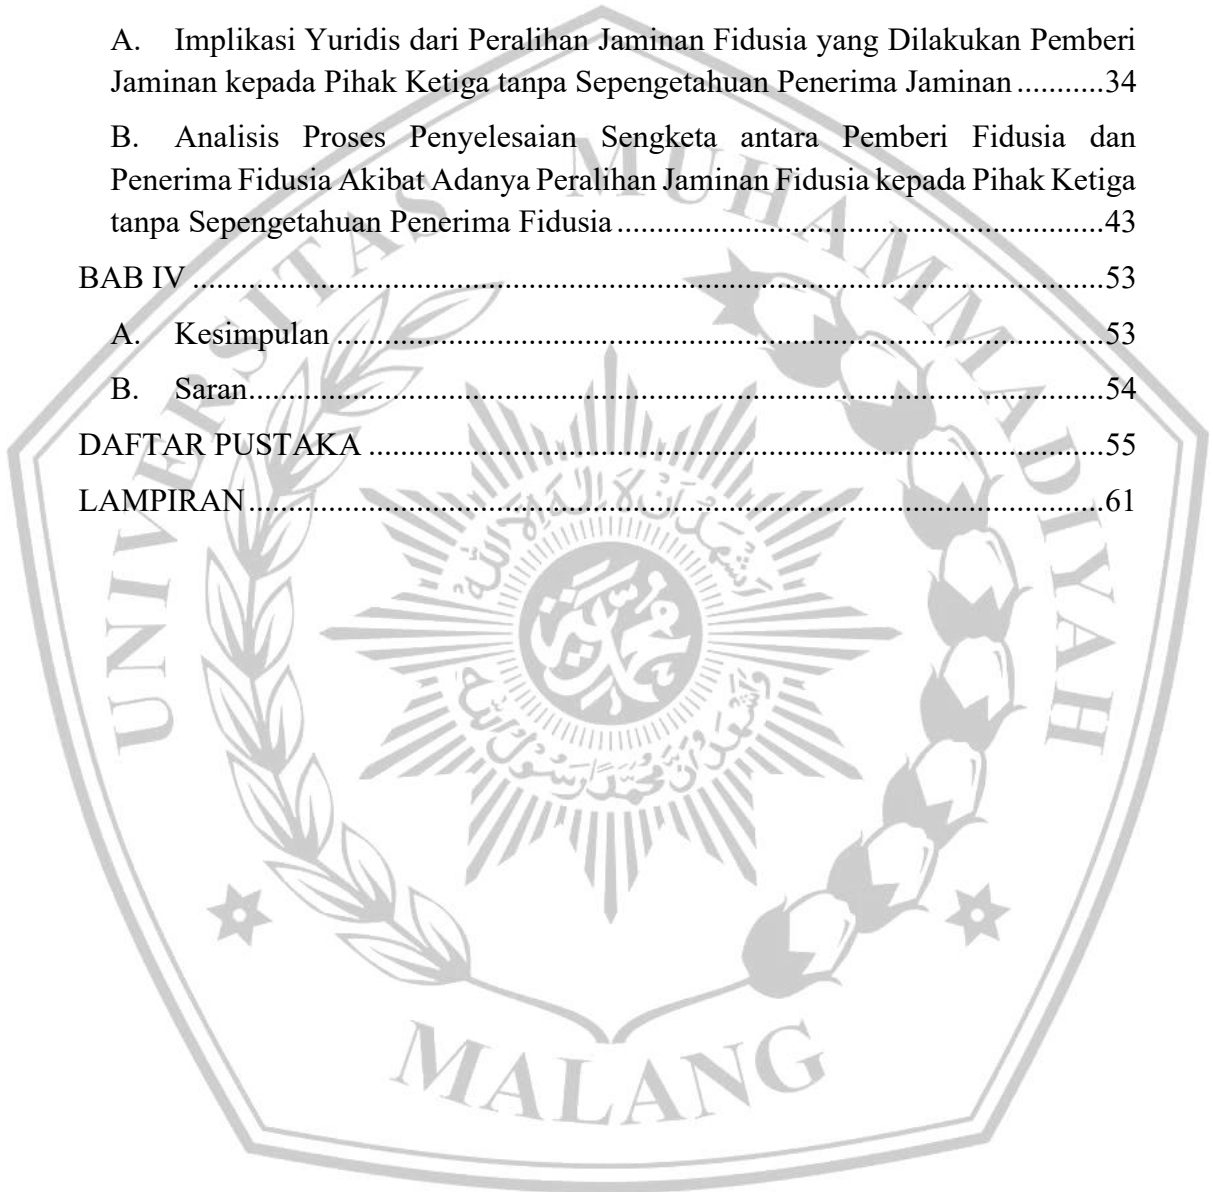 A. Implikasi Yuridis dari Peralihan Jaminan Fidusia yang Dilakukan Pemberi
Jaminan kepada Pihak Ketiga tanpa Sepengetahuan Penerima Jaminan ...........34
B. Analisis Proses Penyelesaian Sengketa antara Pemberi Fidusia dan
Penerima Fidusia Akibat Adanya Peralihan Jaminan Fidusia kepada Pihak Ketiga
tanpa Sepengetahuan Penerima Fidusia .............................................................43
BAB IV ..................................................................................................................53
A. Kesimpulan ................................................................................................53
B. Saran...........................................................................................................54
DAFTAR PUSTAKA .............................................................................................55
LAMPIRAN...........................................................................................................61
UNIVERSITAS MUHAMMADIYAH
MALANG